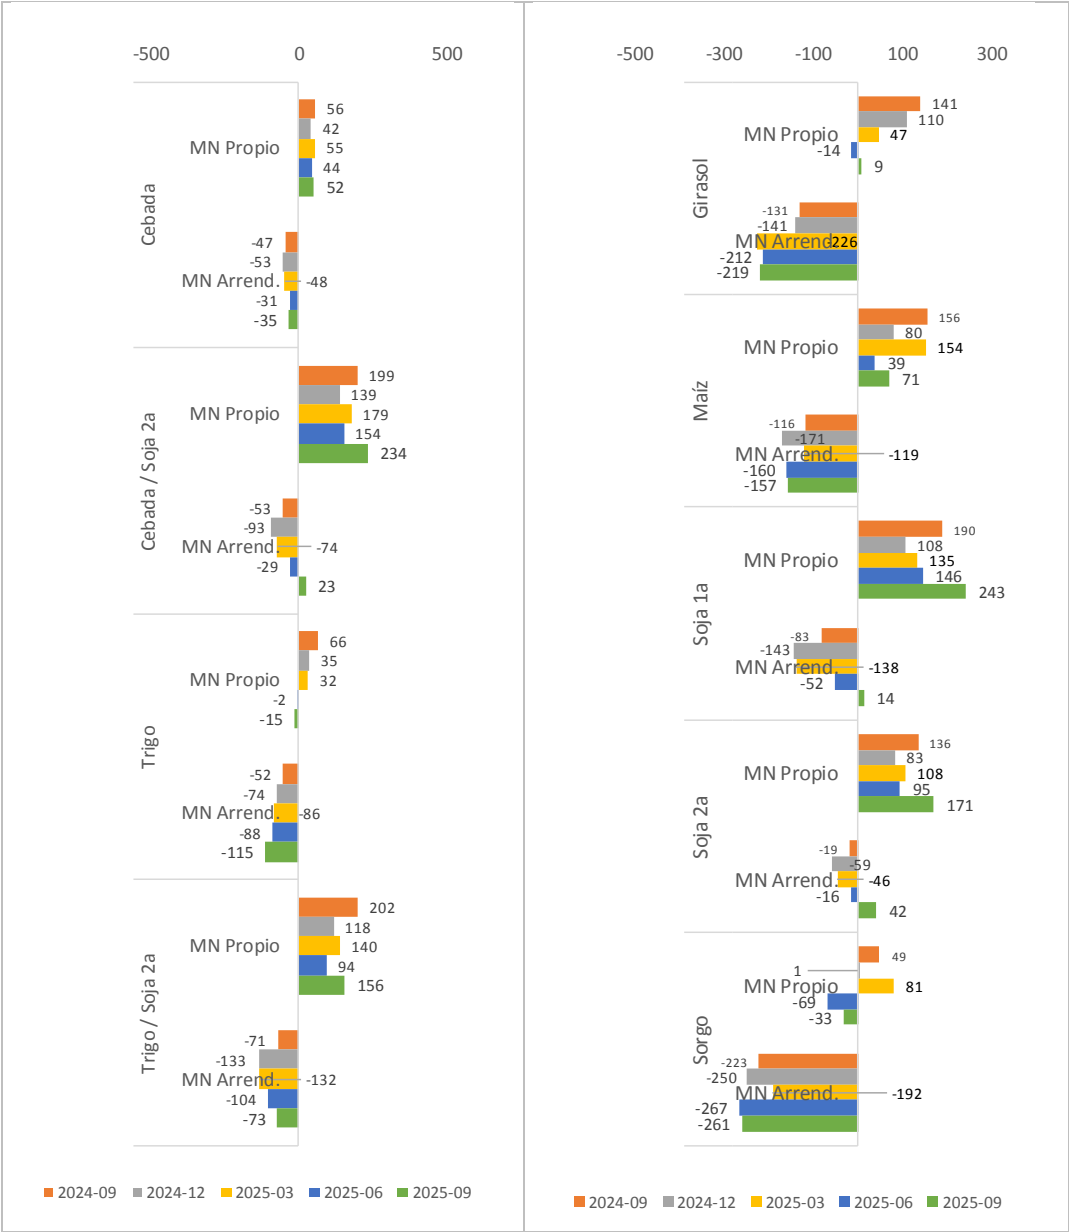 -500 0 500
Cebada
MN Propio
56
42
55
44
52
MN Arrend.
-47
-53
-48
-31
-35
Cebada / Soja 2a
MN Propio
199
139
179
154
234
MN Arrend.
-53
-93
-74
-29
23
Trigo
MN Propio
66
35
32
-2
-15
MN Arrend.
-52
-74
-86
-88
-115
Trigo / Soja 2a
MN Propio
202
118
140
94
156
MN Arrend.
-71
-133
-132
-104
-73
2024-09 2024-12 2025-03 2025-06 2025-09
-500 -300 -100 100 300
Girasol
MN Propio
141
110
47
-14
9
MN Arrend.
-131
-141
-226
-212
-219
Maíz
MN Propio
156
80
154
39
71
MN Arrend.
-116
-171
-119
-160
-157
Soja 1a
MN Propio
190
108
135
146
243
MN Arrend.
-83
-143
-138
-52
14
Soja 2a
MN Propio
136
83
108
95
171
MN Arrend.
-19
-59
-46
-16
42
Sorgo
MN Propio
49
1
81
-69
-33
MN Arrend.
-223
-250
-192
-267
-261
2024-09 2024-12 2025-03 2025-06 2025-09